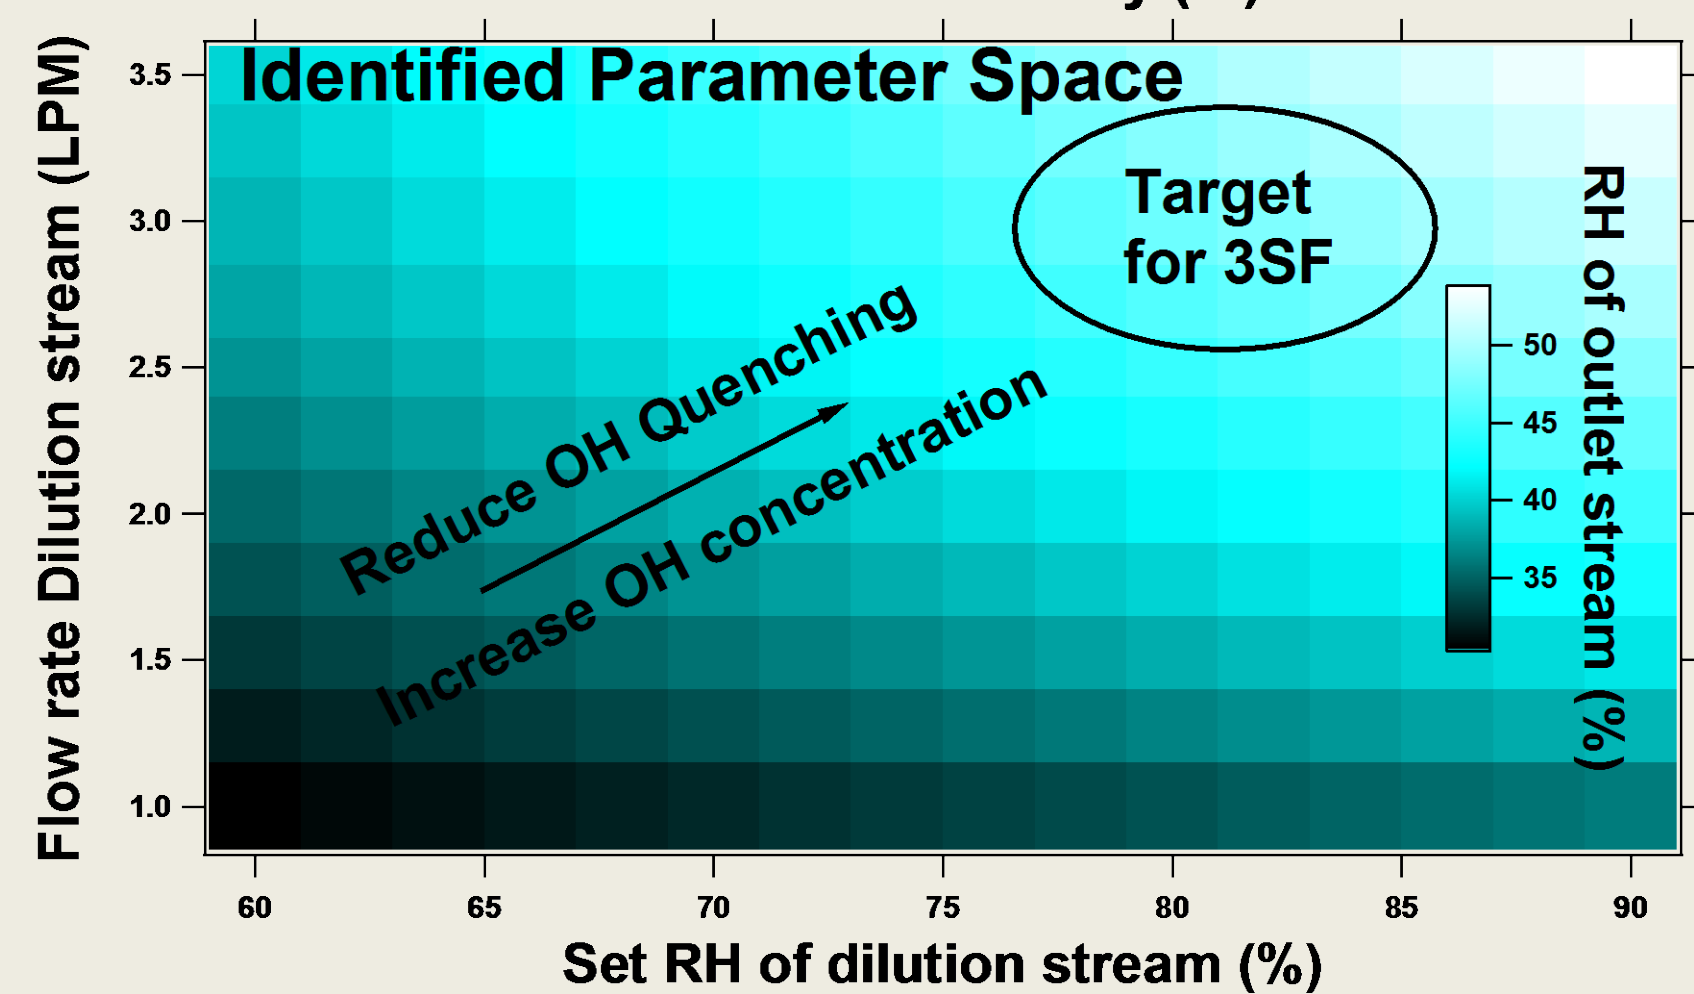 Identified Parameter Space
Flow rate Dilution stream (LPM)
3.5
3.0
2.5
2.0
1.5
1.0
Target
for 3SF
Reduce OH Quenching
Increase OH concentration
50
45
40
35
RH of outlet stream (%)
60 65 70 75 80 85 90
Set RH of dilution stream (%)